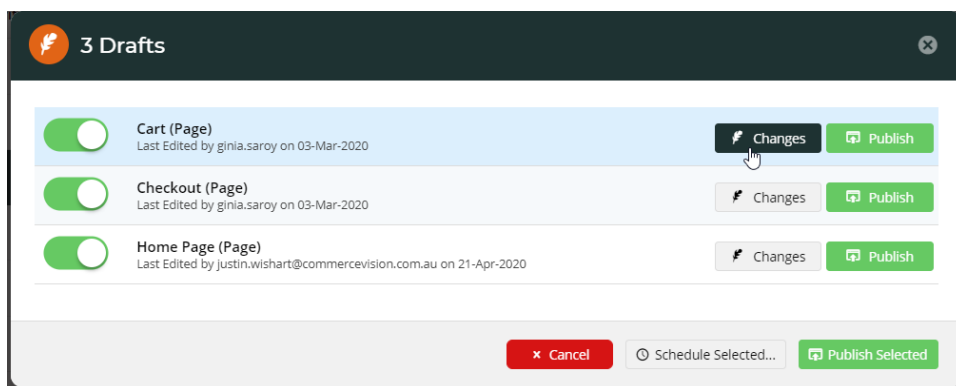 3 Drafts
Cart (Page)
Last Edited by ginia.saroy on 03-Mar-2020
Changes
Publish
Checkout (Page)
Last Edited by ginia.saroy on 03-Mar-2020
Changes
Publish
Home Page (Page)
Last Edited by justin.wishart@commercevision.com.au on 21-Apr-2020
Changes
Publish
× Cancel
Schedule Selected...
Publish Selected